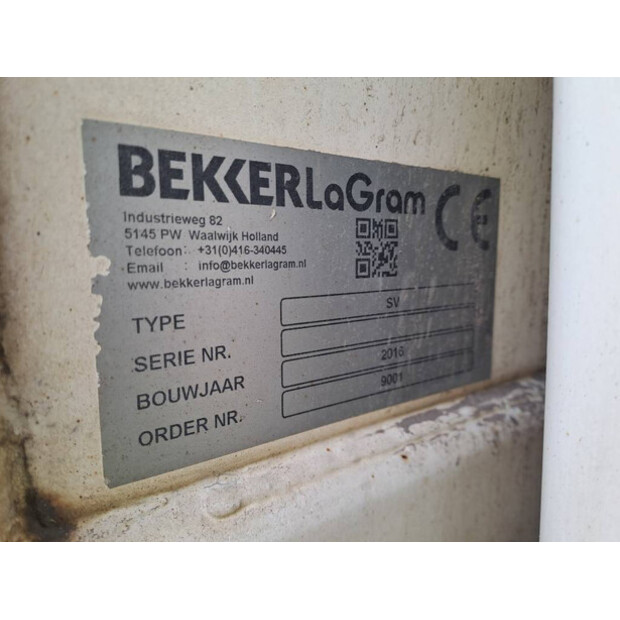 BEKKERLaGram
CE
Industrieweg 82
5145 PW Waalwijk Holland
Telefoon: +31(0)416-340445
Email : info@bekkerlagram.nl
www.bekkerlagram.nl
TYPE SV
SERIE NR.
BOUWJAAR 2016
ORDER NR. 9001